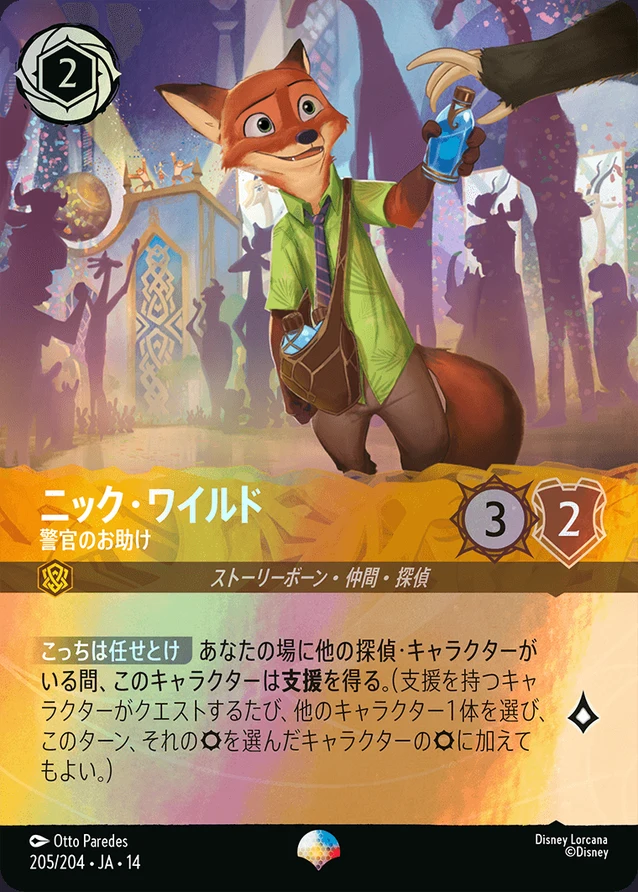 2
ニック・ワイルド
警官のお助け
3
2
ストーリーボーン・仲間・探偵
こっちは任せとけ あなたの場に他の探偵・キャラクターが
いる間、このキャラクターは支援を得る。(支援を持つキャ
ラクターがクエストするたび、他のキャラクター1体を選び、
このターン、それの¤を選んだキャラクターの¤に加えて
もよい。)
Otto Paredes
205/204・JA・14
Disney Lorcana
©Disney